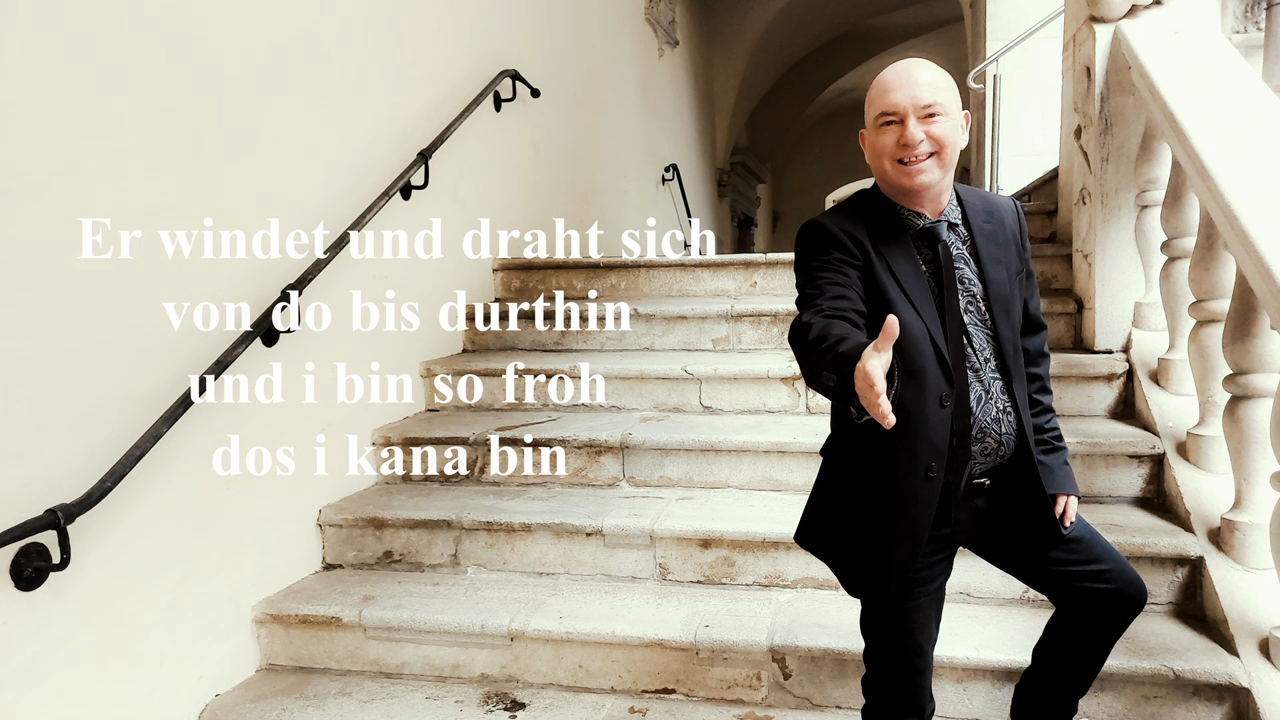 Er windet und draht sich
von do bis durthin
und i bin so froh
dos i kana bin